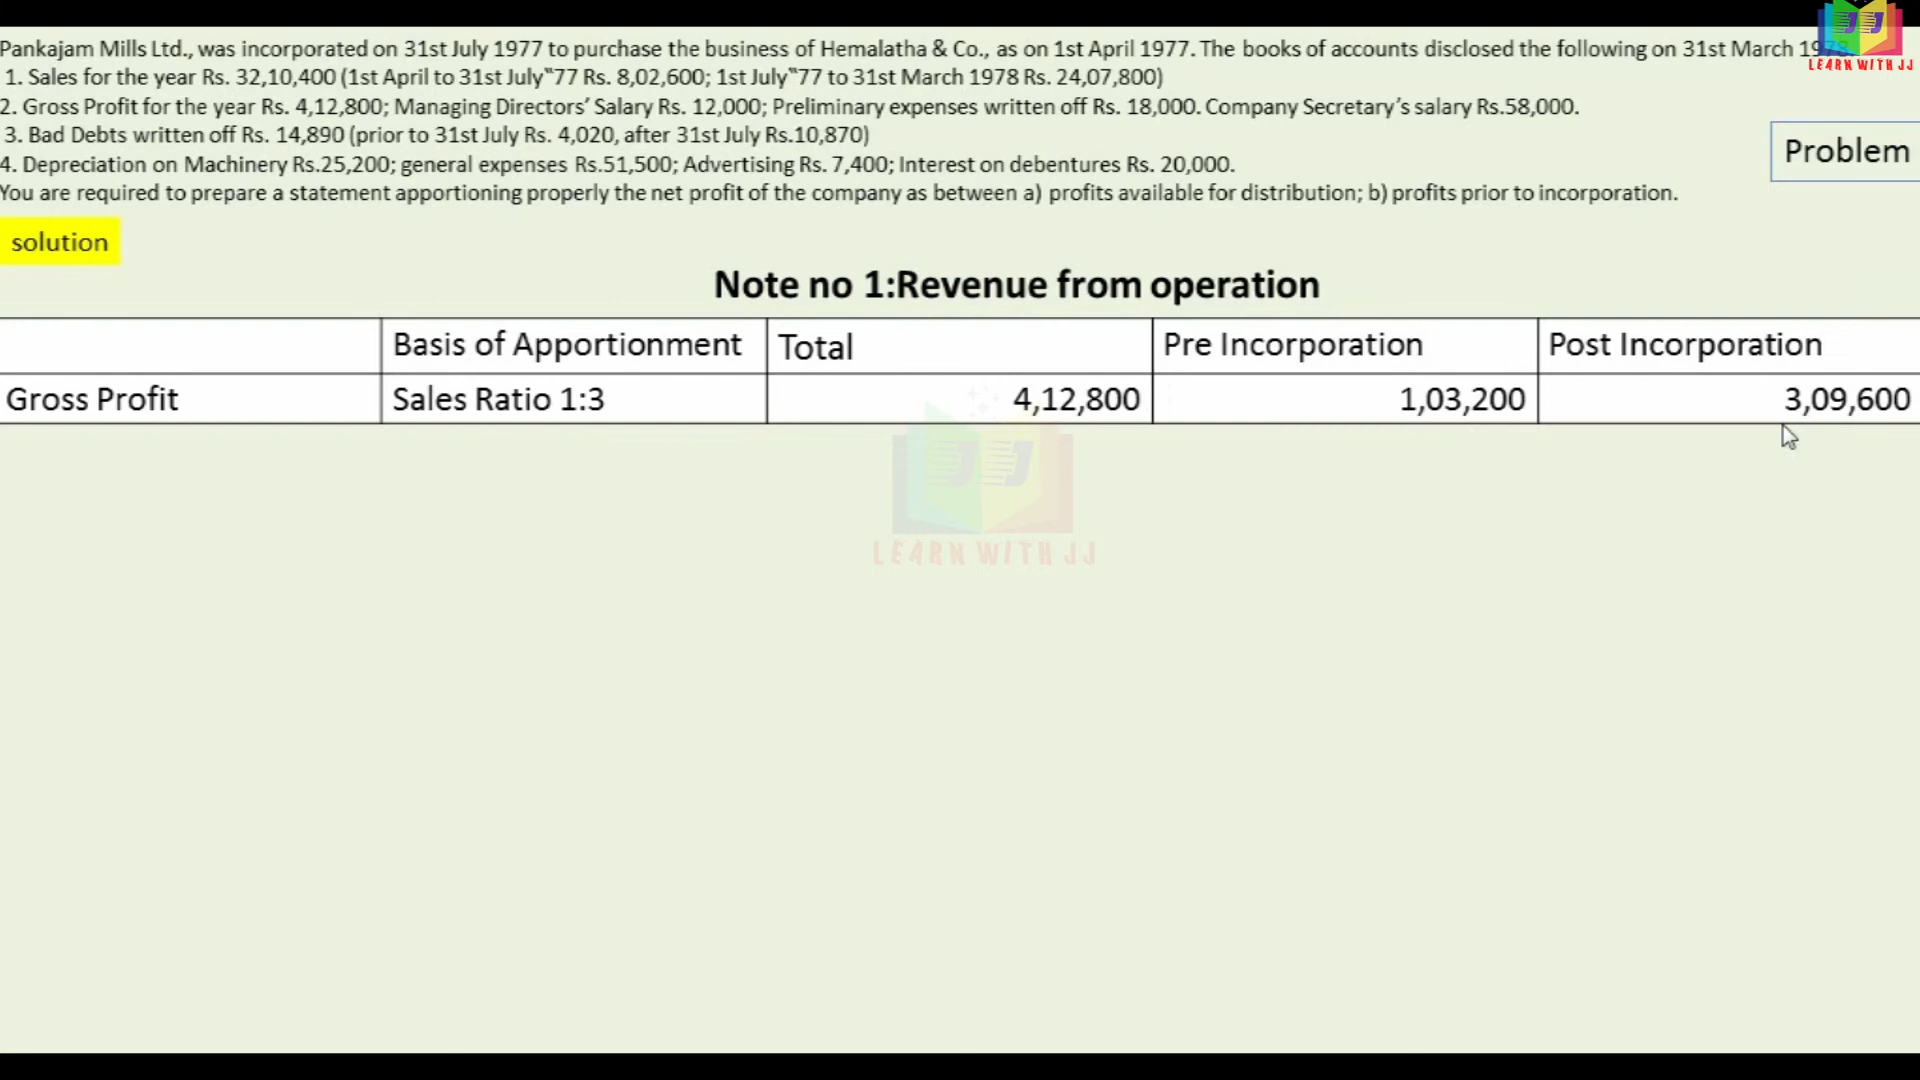 Pankajam Mills Ltd., was incorporated on 31st July 1977 to purchase the business of Hemalatha & Co., as on 1st April 1977. The books of accounts disclosed the following on 31st March 1978
1. Sales for the year Rs. 32,10,400 (1st April to 31st July‟77 Rs. 8,02,600; 1st July‟77 to 31st March 1978 Rs. 24,07,800)
2. Gross Profit for the year Rs. 4,12,800; Managing Directors’ Salary Rs. 12,000; Preliminary expenses written off Rs. 18,000. Company Secretary’s salary Rs.58,000.
3. Bad Debts written off Rs. 14,890 (prior to 31st July Rs. 4,020, after 31st July Rs.10,870)
4. Depreciation on Machinery Rs.25,200; general expenses Rs.51,500; Advertising Rs. 7,400; Interest on debentures Rs. 20,000.
You are required to prepare a statement apportioning properly the net profit of the company as between a) profits available for distribution; b) profits prior to incorporation.
JJ
LEARN WITH JJ
Problem
solution
Note no 1:Revenue from operation
Basis of Apportionment Total Pre Incorporation Post Incorporation
Gross Profit Sales Ratio 1:3 4,12,800 1,03,200 3,09,600
JJ
LEARN WITH JJ